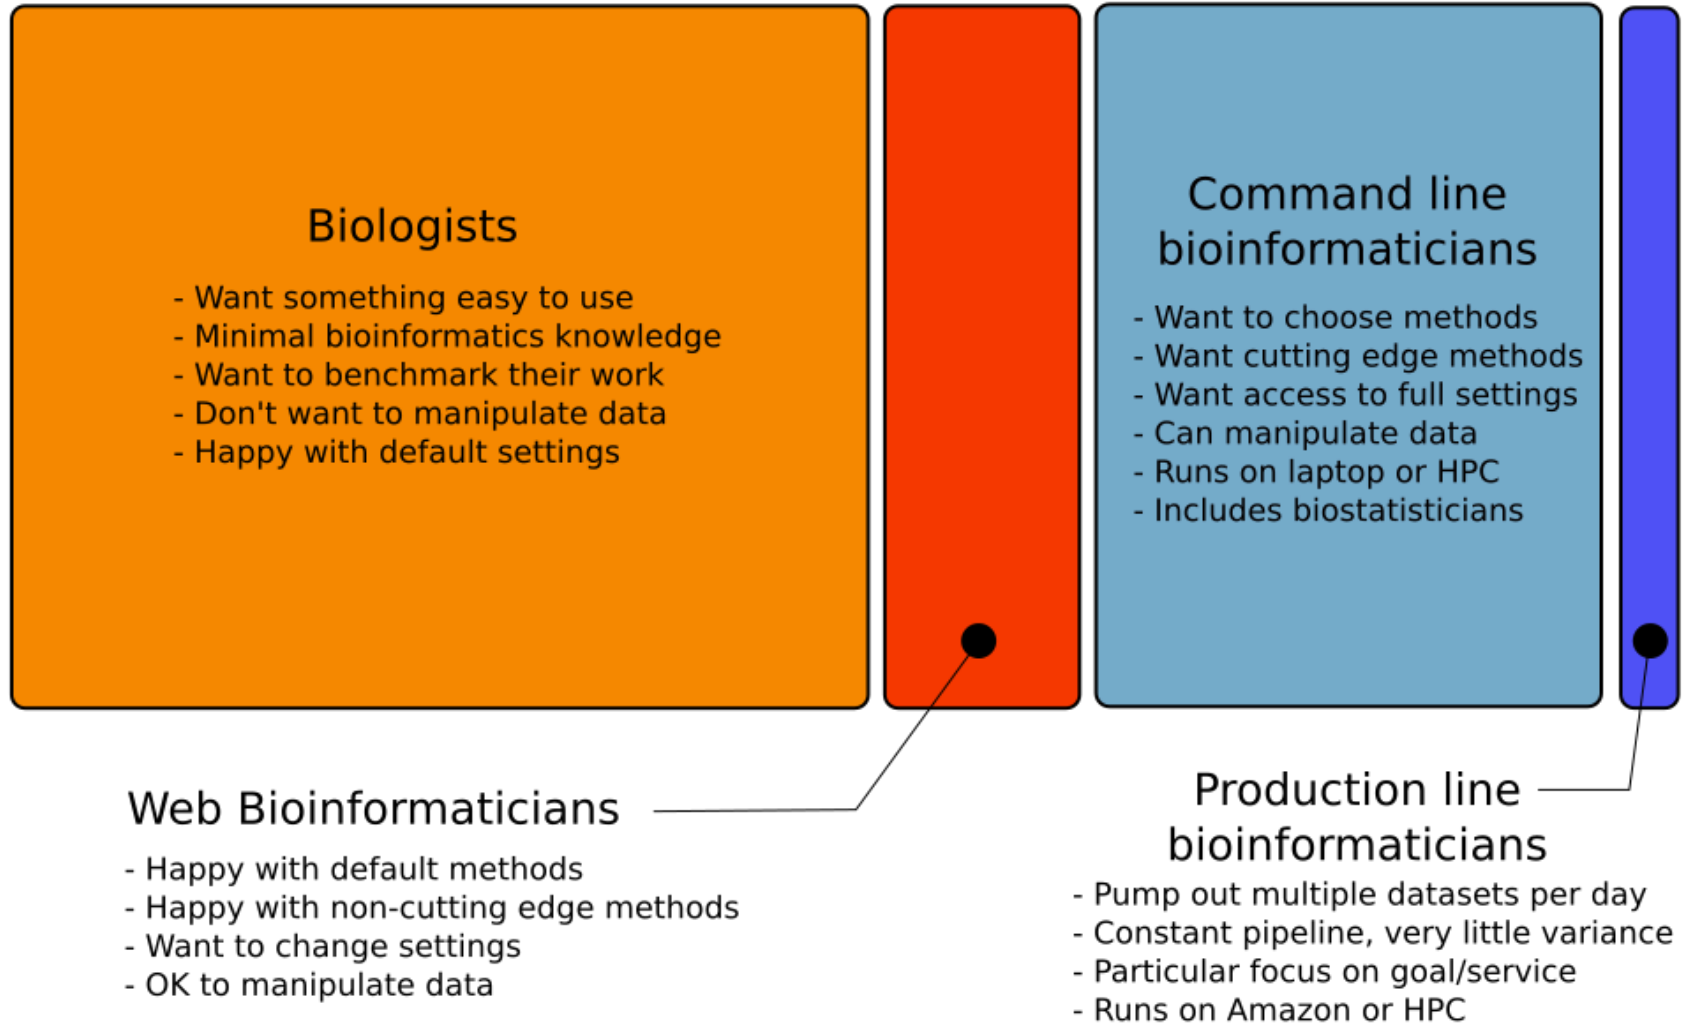 Biologists
- Want something easy to use
- Minimal bioinformatics knowledge
- Want to benchmark their work
- Don't want to manipulate data
- Happy with default settings
Command line
bioinformaticians
- Want to choose methods
- Want cutting edge methods
- Want access to full settings
- Can manipulate data
- Runs on laptop or HPC
- Includes biostatisticians
Web Bioinformaticians
- Happy with default methods
- Happy with non-cutting edge methods
- Want to change settings
- OK to manipulate data
Production line
bioinformaticians
- Pump out multiple datasets per day
- Constant pipeline, very little variance
- Particular focus on goal/service
- Runs on Amazon or HPC